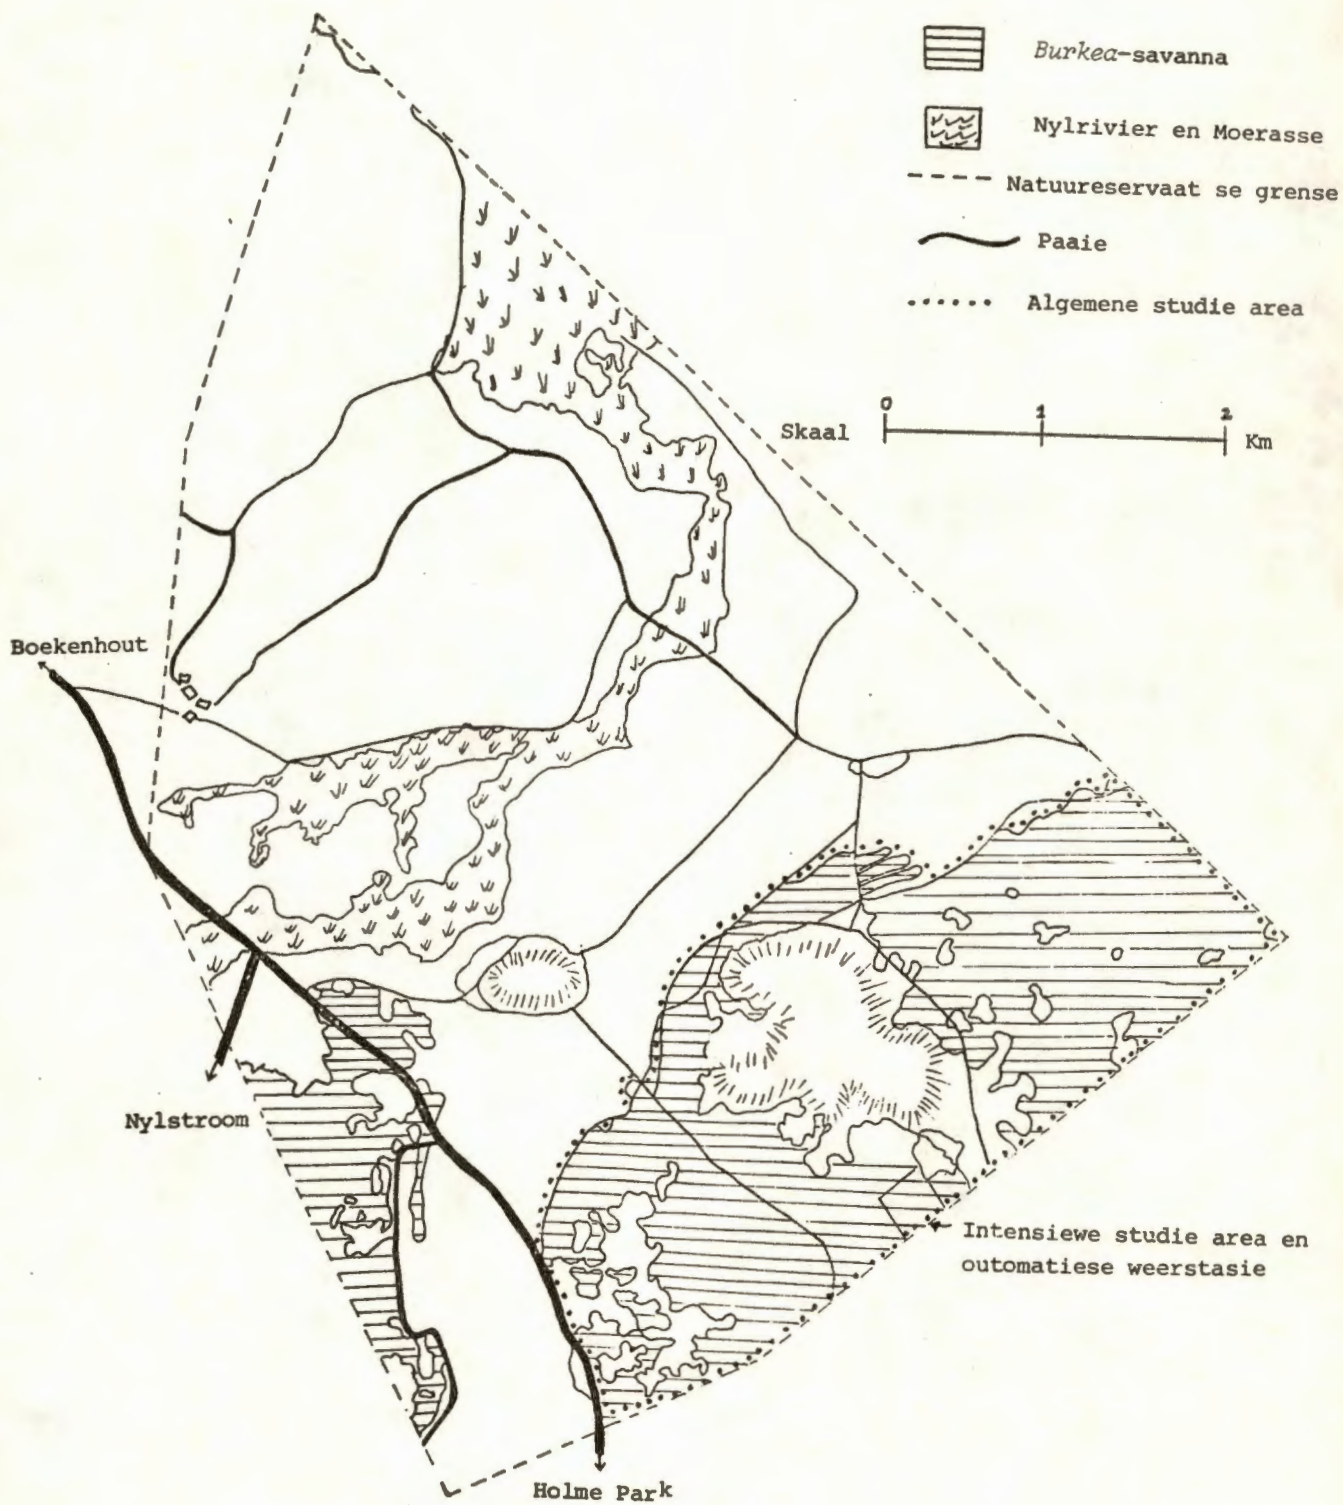 Burkea-savanna
Nylrivier en Moerasse
Natuureservaat se grense
Paaie
Algemene studie area
0 1 2
Skaal
Km
Boekenhout
Nylstroom
Intensiewe studie area en
outomatiese weerstasie
Holme Park